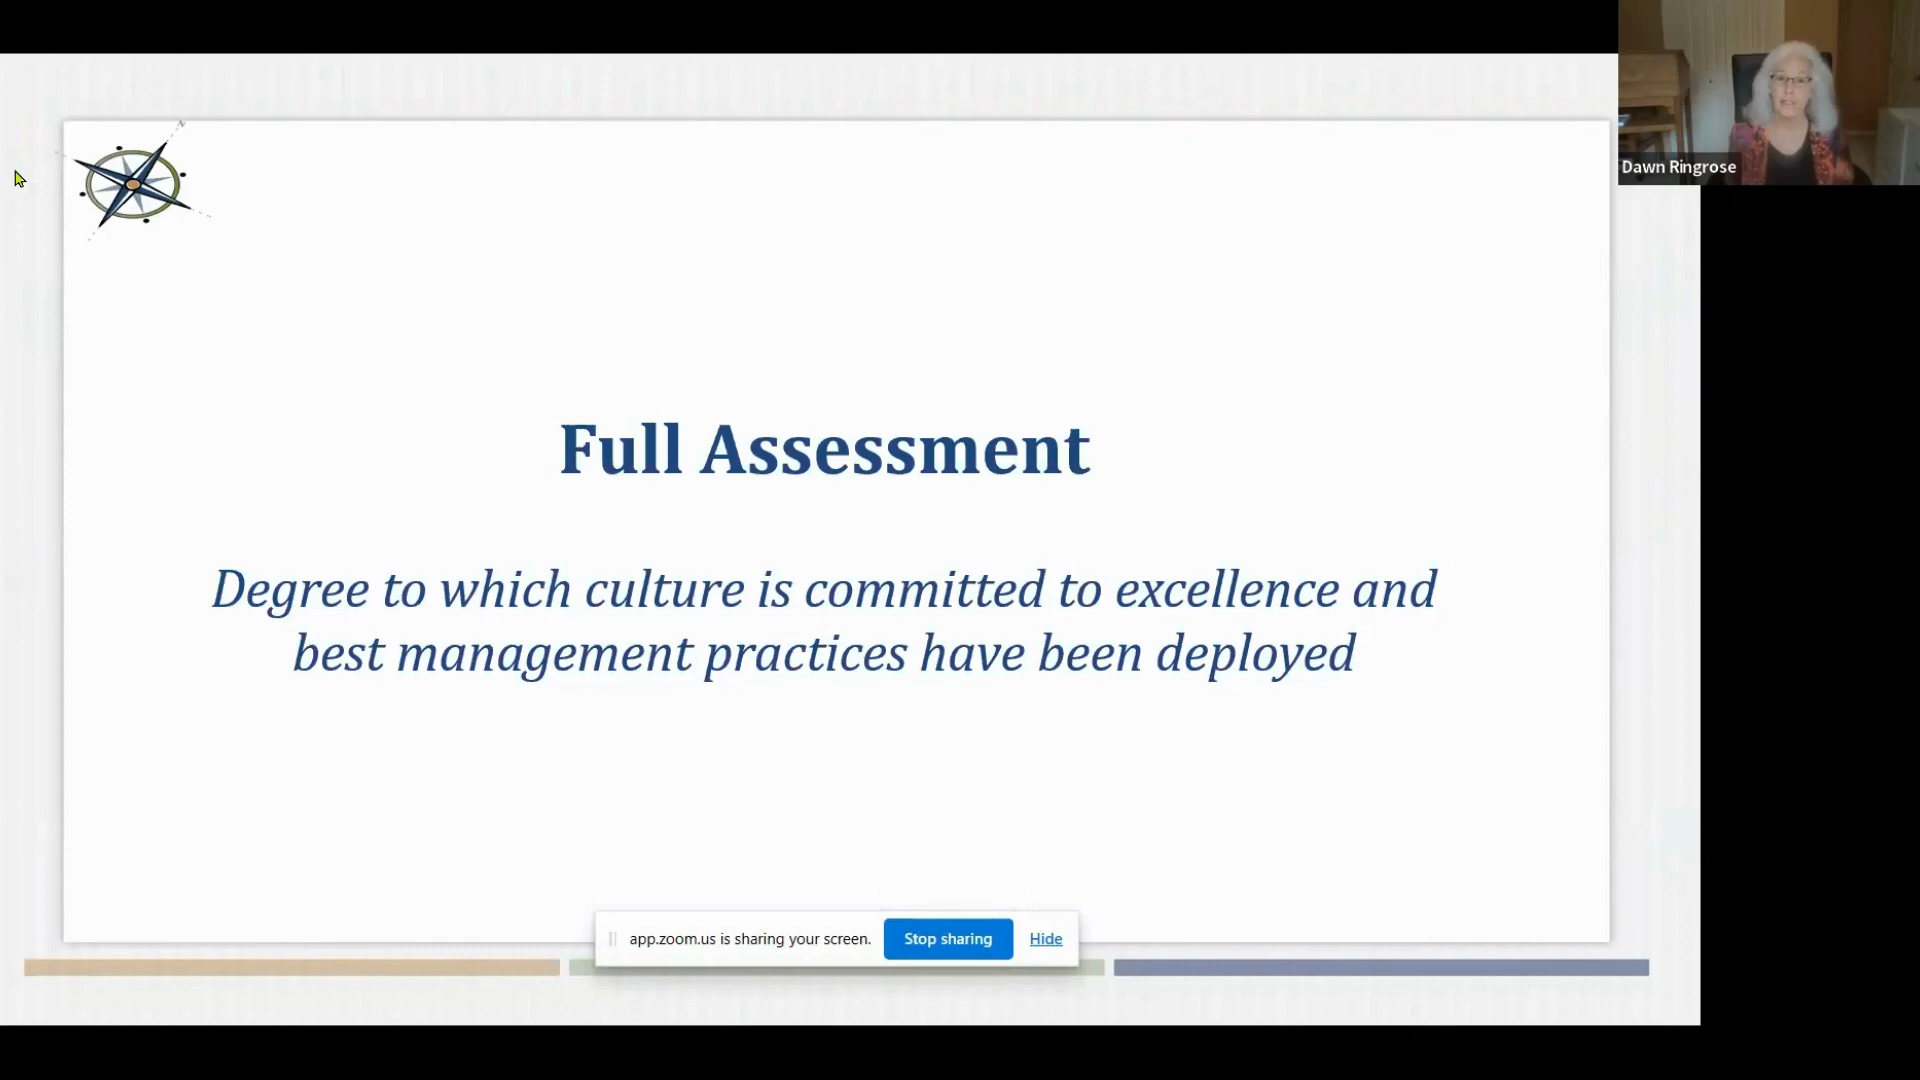 Dawn Ringrose
N
Full Assessment
Degree to which culture is committed to excellence and
best management practices have been deployed
app.zoom.us is sharing your screen. Stop sharing Hide